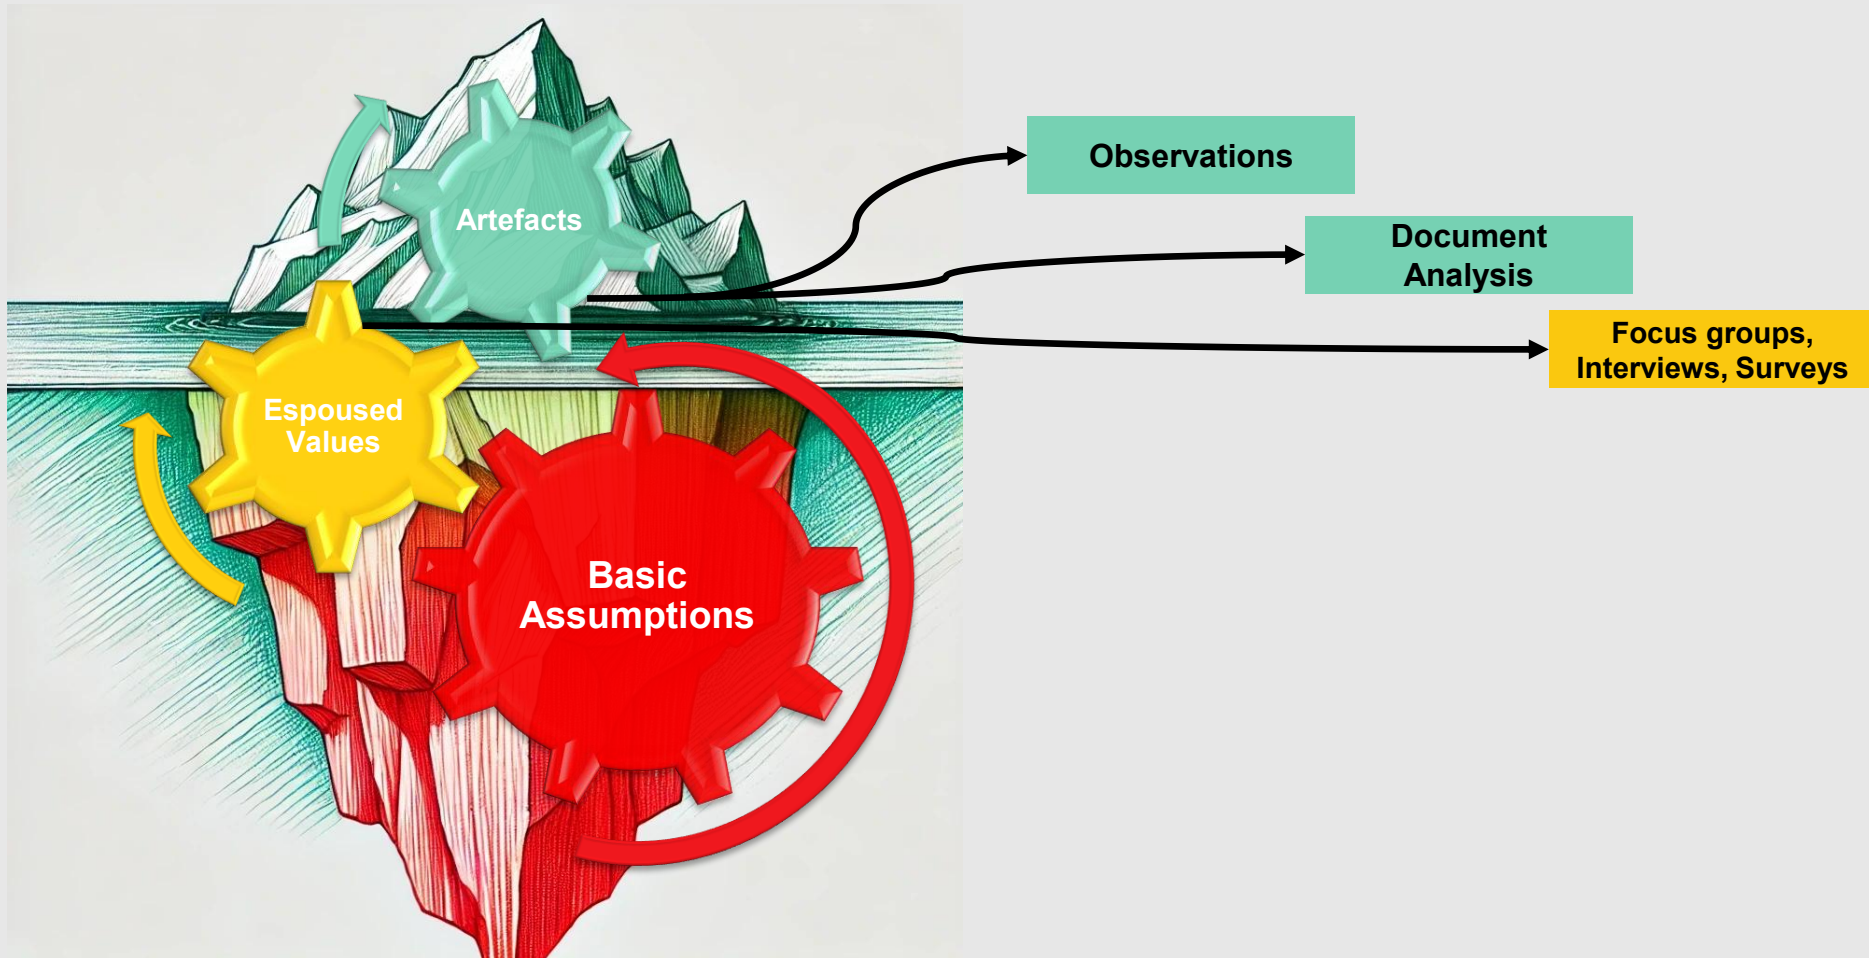 Artefacts
Observations
Document
Analysis
Focus groups,
Interviews, Surveys
Espoused
Values
Basic
Assumptions